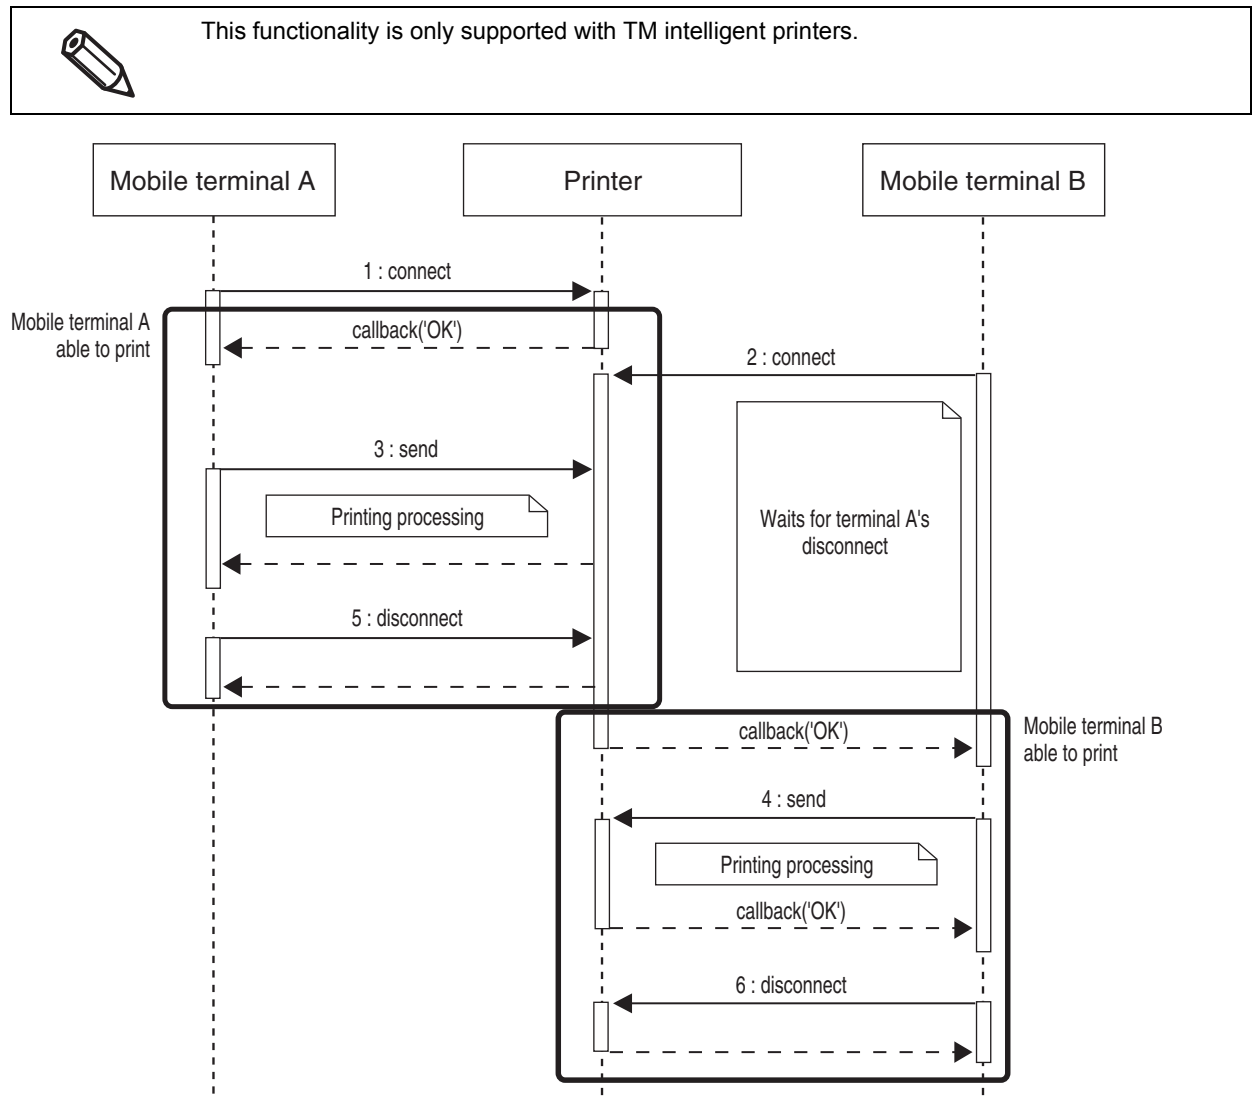 This functionality is only supported with TM intelligent printers.
Mobile terminal A
Printer
Mobile terminal B
1 : connect
Mobile terminal A
able to print
callback('OK')
2 : connect
3 : send
Printing processing
Waits for terminal A's
disconnect
5 : disconnect
callback('OK')
Mobile terminal B
able to print
4 : send
Printing processing
callback('OK')
6 : disconnect